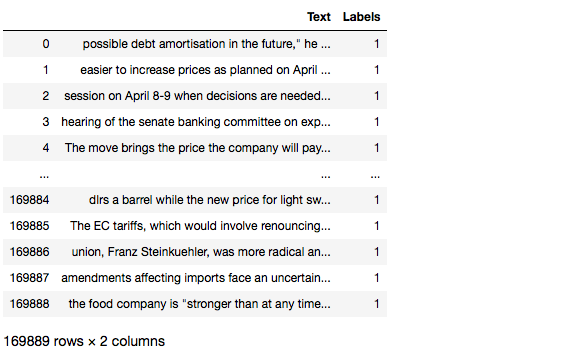 Text Labels
0 possible debt amortisation in the future," he ... 1
1 easier to increase prices as planned on April ... 1
2 session on April 8-9 when decisions are needed... 1
3 hearing of the senate banking committee on exp... 1
4 The move brings the price the company will pay... 1
... ... ...
169884 dlrs a barrel while the new price for light sw... 1
169885 The EC tariffs, which would involve renouncing... 1
169886 union, Franz Steinkuehler, was more radical an... 1
169887 amendments affecting imports face an uncertain... 1
169888 the food company is "stronger than at any time... 1
169889 rows × 2 columns